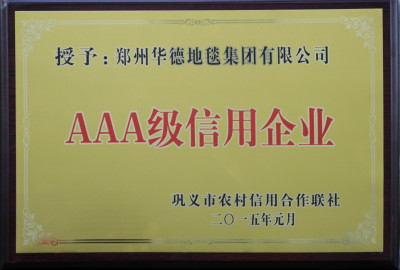 授予：郑州华德地毯集团有限公司
AAA级信用企业
巩义市农村信用合作联社
二〇一五年元月